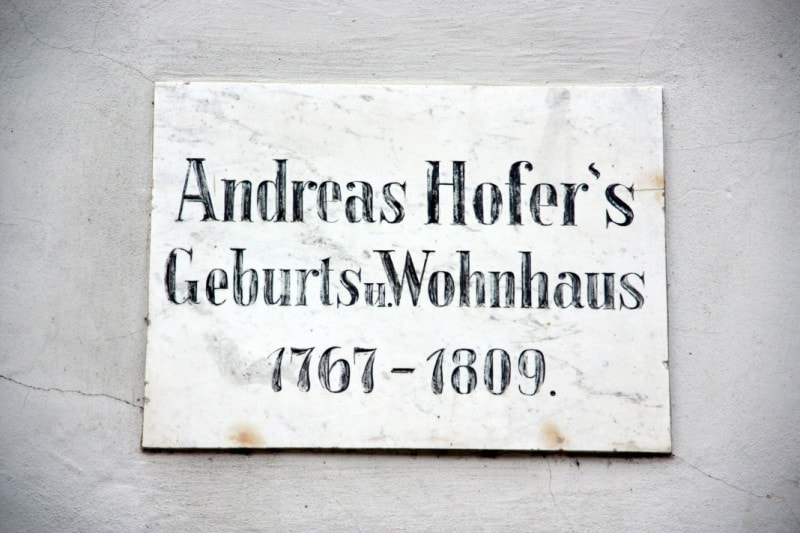 Andreas Hofer's
Geburts u. Wohnhaus
1767 - 1809.